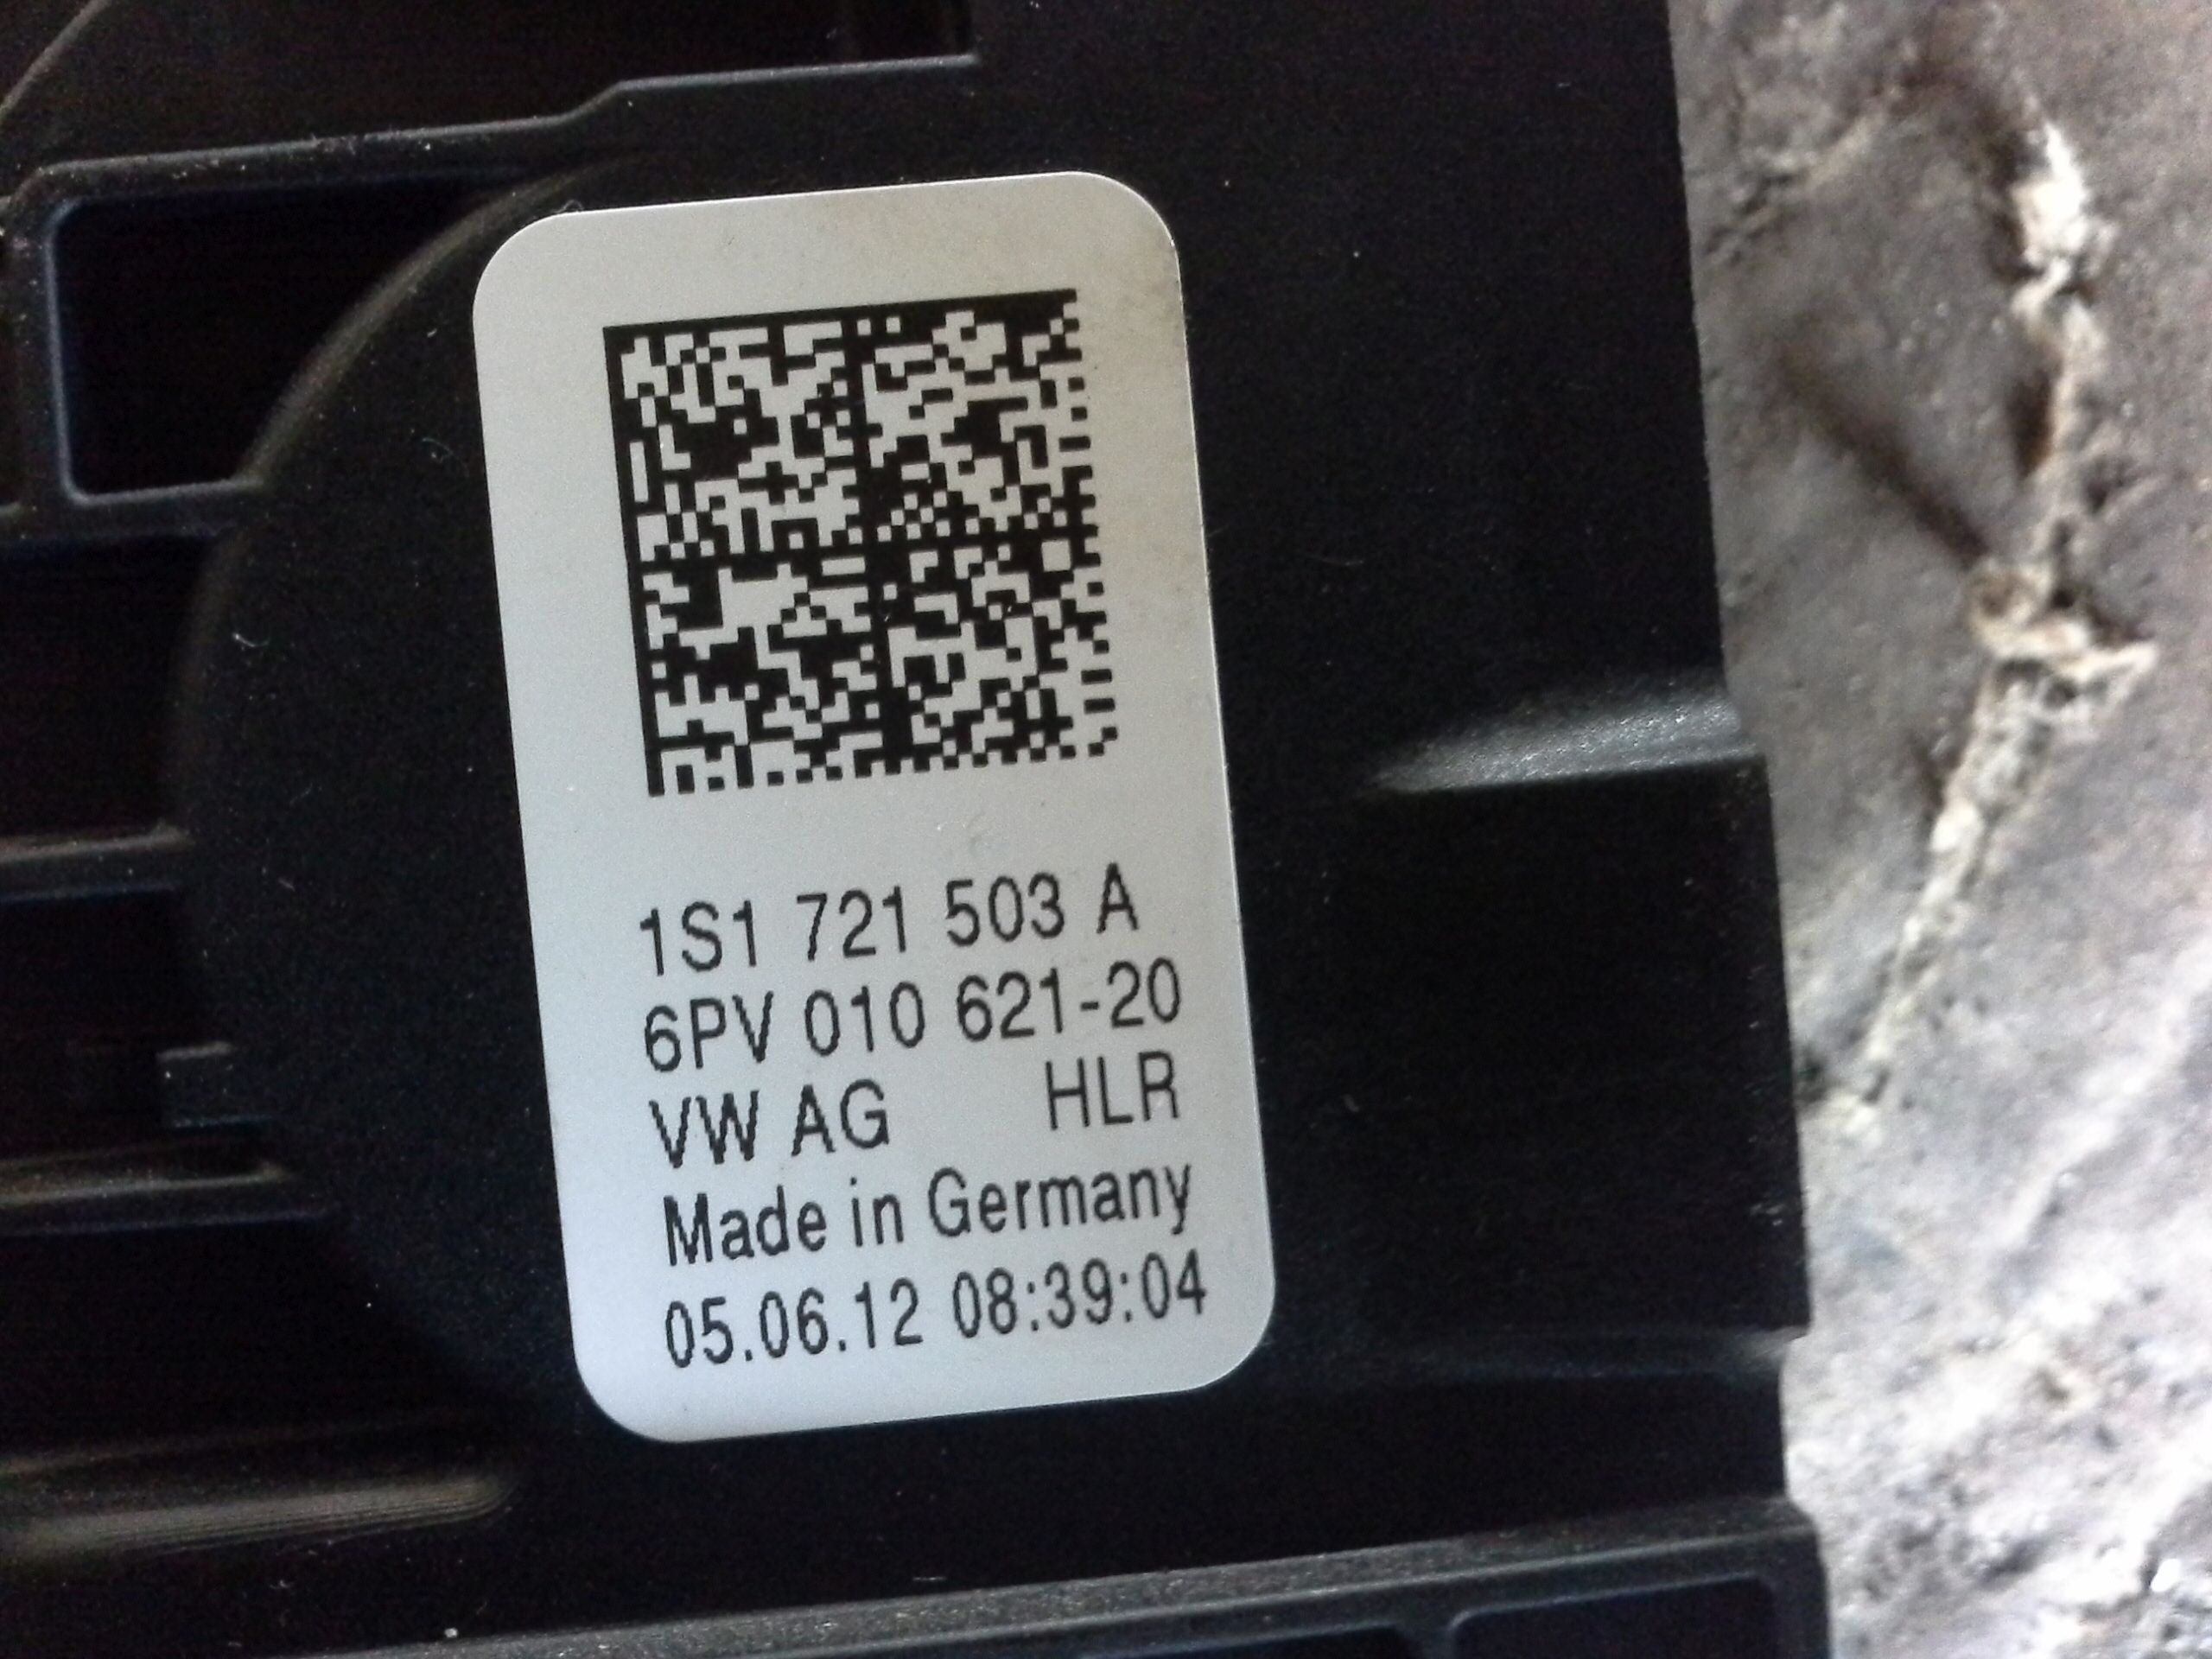 1S1 721 503 A
6PV 010 621-20
VW AG HLR
Made in Germany
05.06.12 08:39:04